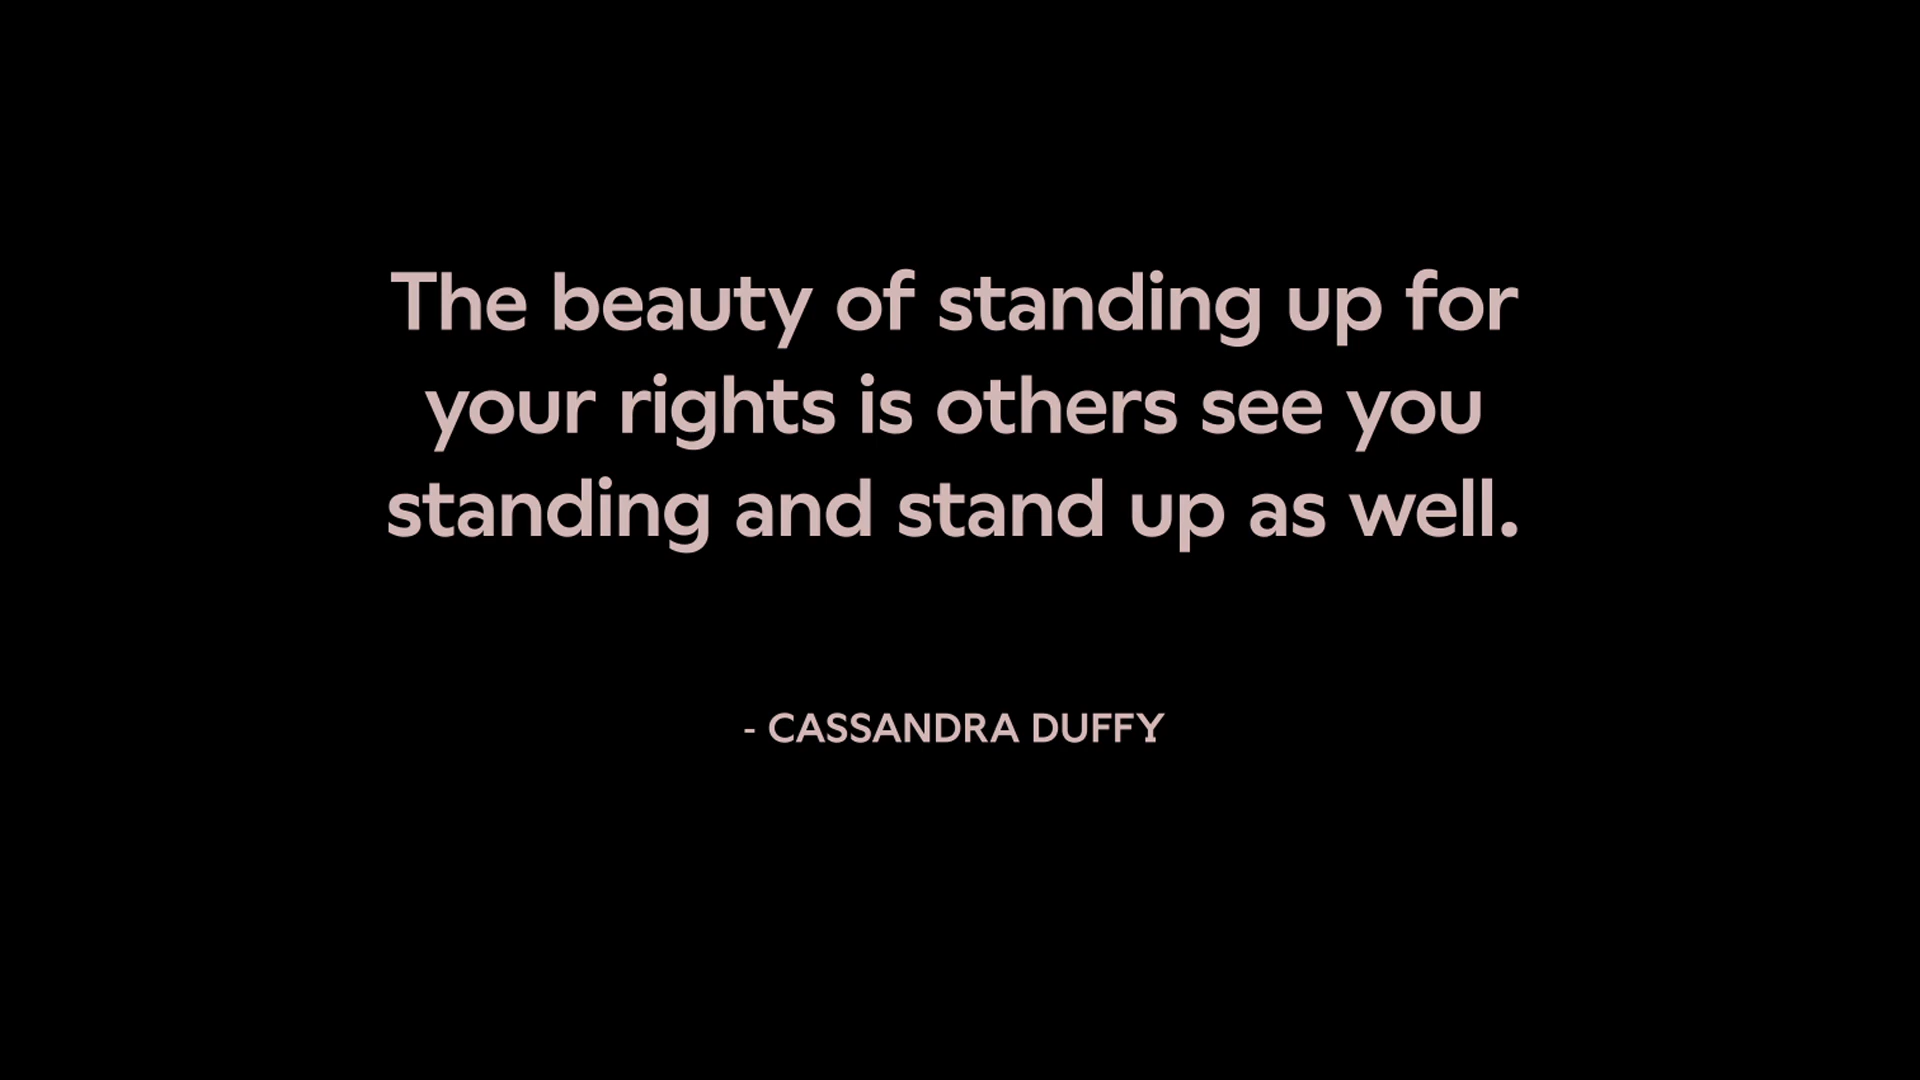 The beauty of standing up for
your rights is others see you
standing and stand up as well.
- CASSANDRA DUFFY